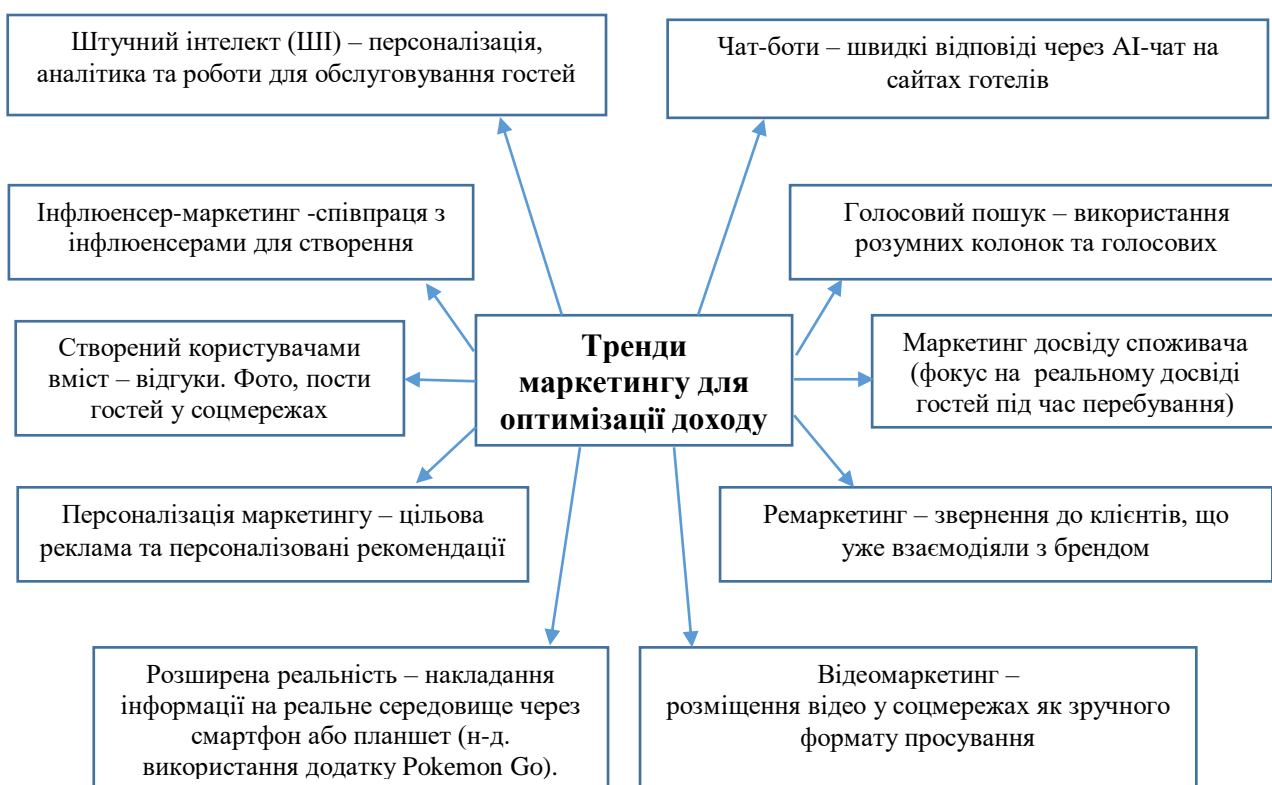 Штучний інтелект (ШІ) – персоналізація,
аналітика та роботи для обслуговування гостей
Чат-боти – швидкі відповіді через AI-чат на
сайтах готелів
Інфлюенсер-маркетинг -співпраця з
інфлюенсерами для створення
Голосовий пошук – використання
розумних колонок та голосових
Створений користувачами
вміст – відгуки. Фото, пости
гостей у соцмережах
Тренди
маркетингу для
оптимізації доходу
Маркетинг досвіду споживача
(фокус на реальному досвіді
гостей під час перебування)
Персоналізація маркетингу – цільова
реклама та персоналізовані рекомендації
Ремаркетинг – звернення до клієнтів, що
уже взаємодіяли з брендом
Розширена реальність – накладання
інформації на реальне середовище через
смартфон або планшет (н-д.
використання додатку Pokemon Go).
Відеомаркетинг –
розміщення відео у соцмережах як зручного
формату просування